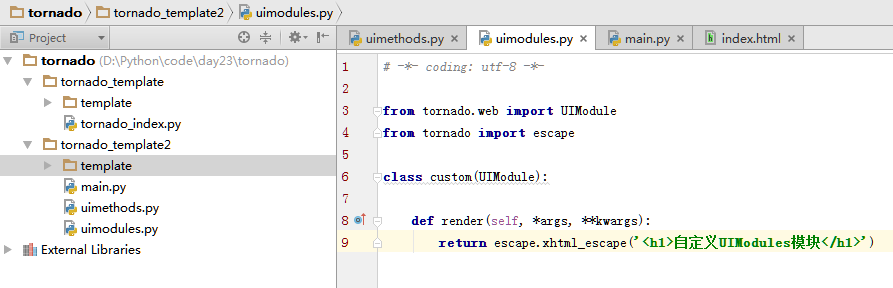 tornado tornado_template2 uimodules.py
Project
tornado (D:\Python\code\day23\tornado)
tornado_template
template
tornado_index.py
tornado_template2
template
main.py
uimethods.py
uimodules.py
External Libraries
uimethods.py uimodules.py main.py index.html
1 # -*- coding: utf-8 -*-
2
3 from tornado.web import UIModule
4 from tornado import escape
5
6 class custom(UIModule):
7
8 def render(self, *args, **kwargs):
9 return escape.xhtml_escape('<h1>自定义UIModules模块</h1>')